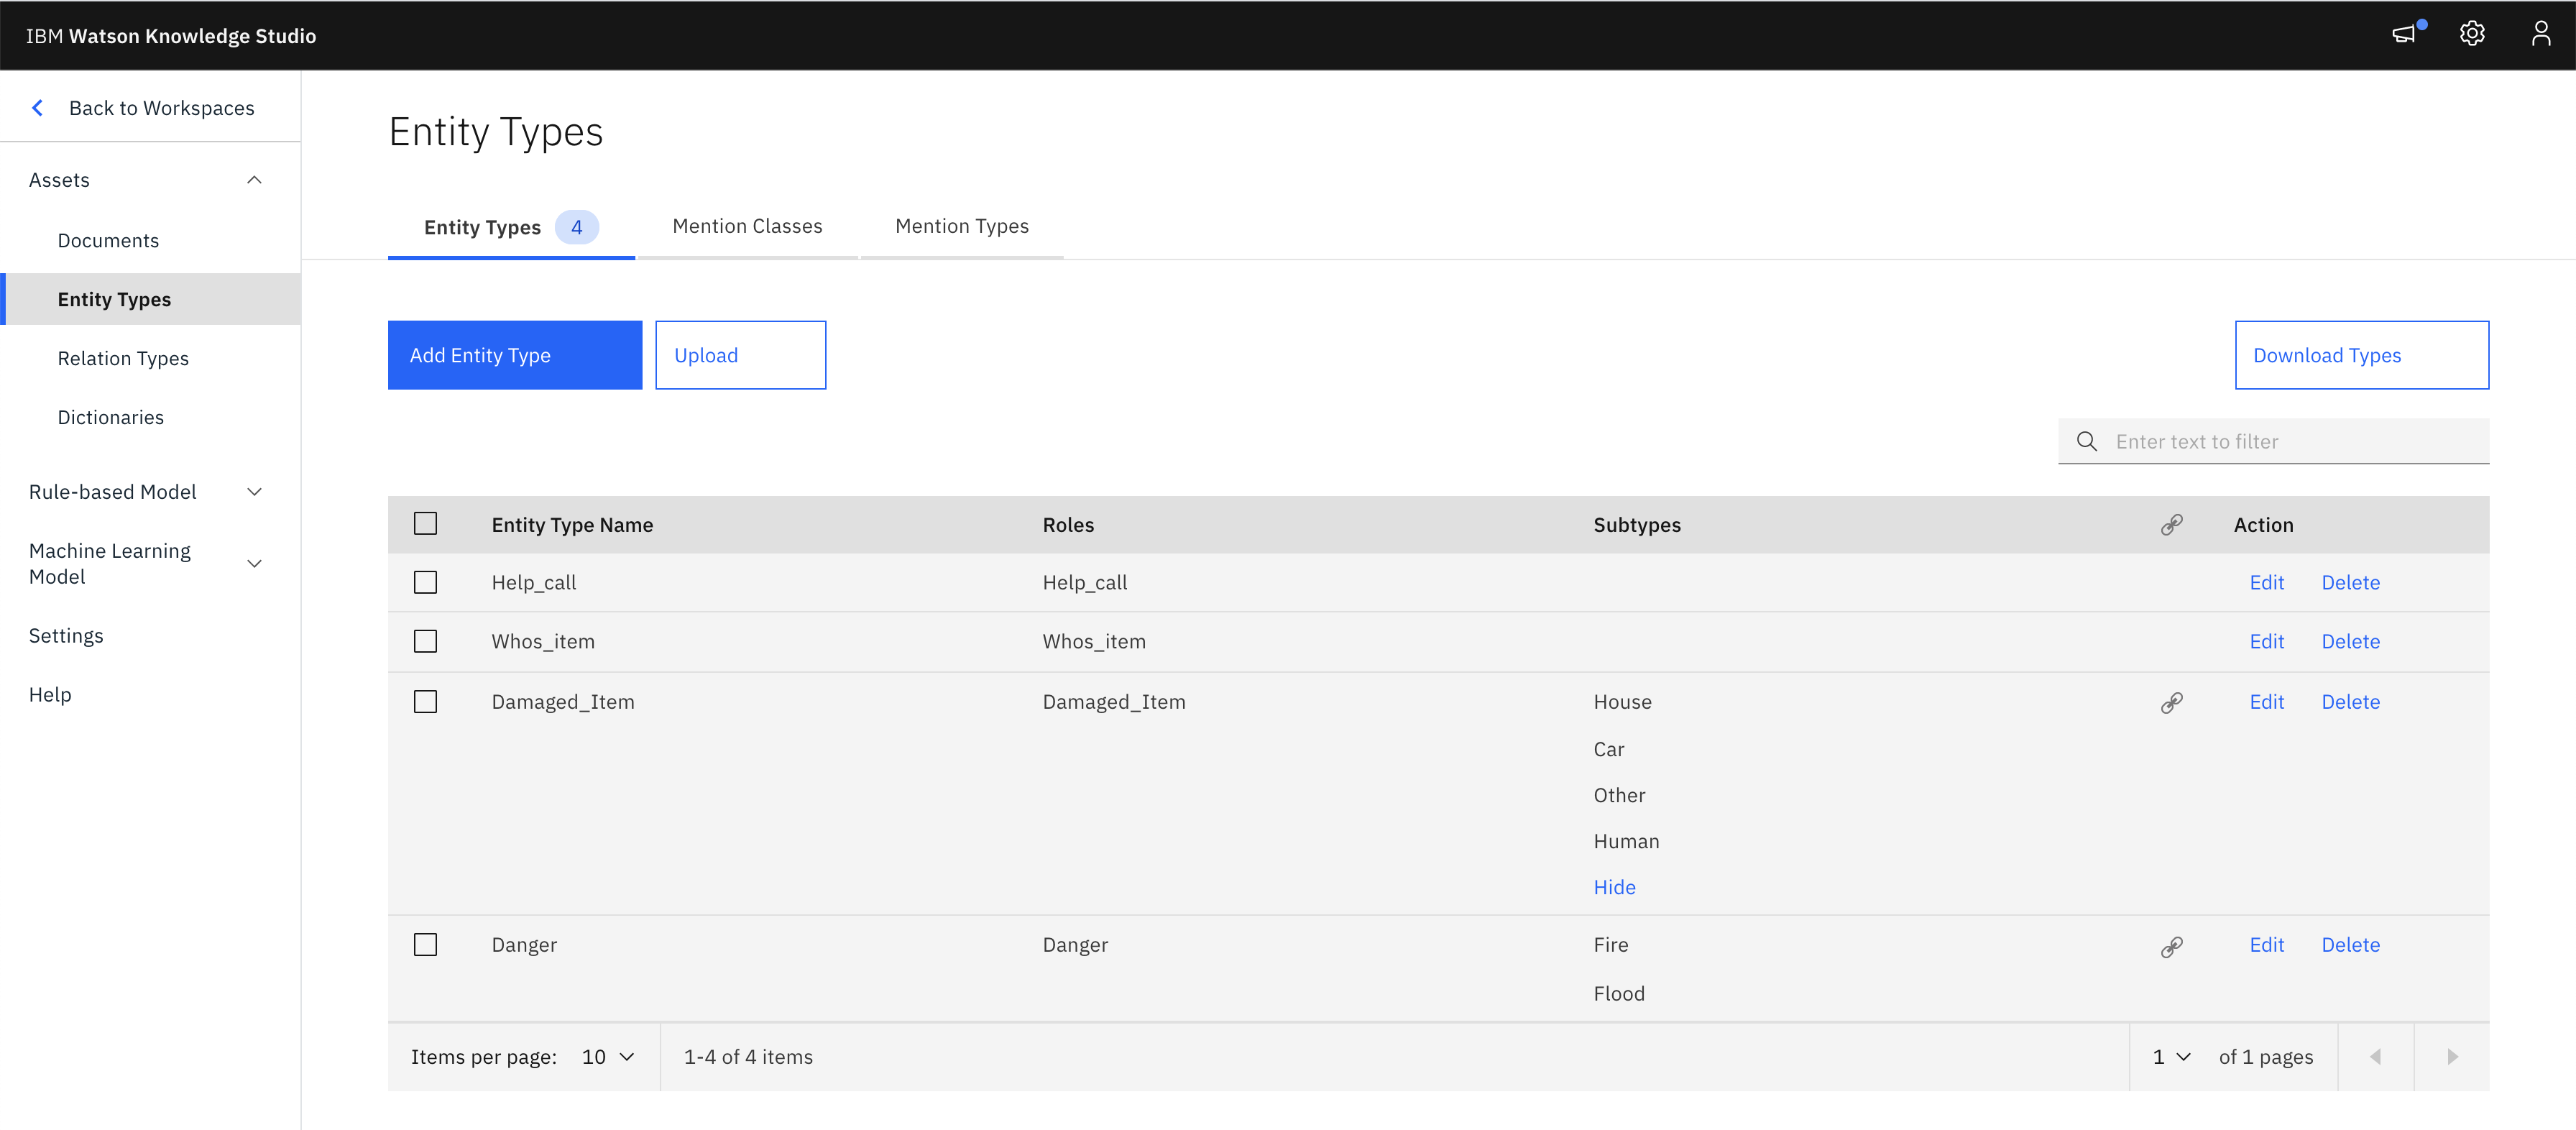 IBM Watson Knowledge Studio
Back to Workspaces
Assets
Documents
Entity Types
Relation Types
Dictionaries
Rule-based Model
Machine Learning
Model
Settings
Help
Entity Types
Entity Types 4 Mention Classes Mention Types
Add Entity Type Upload Download Types
Enter text to filter
Entity Type Name Roles Subtypes Action
Help_call Help_call Edit Delete
Whos_item Whos_item Edit Delete
Damaged_Item Damaged_Item House Edit Delete
Car
Other
Human
Hide
Danger Danger Fire Edit Delete
Flood
Items per page: 10 1-4 of 4 items 1 of 1 pages